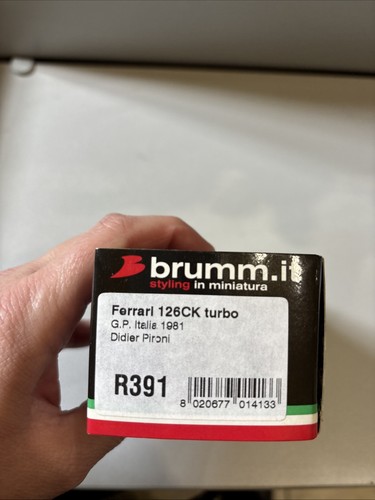 brumm.it
styling in miniatura
Ferrari 126CK turbo
G.P. Italia 1981
Didier Pironi
R391
8 020677 014133